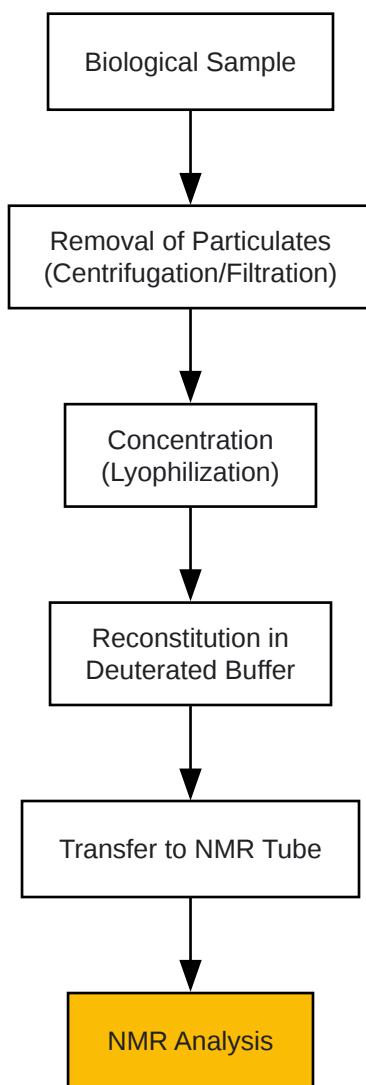 Biological Sample
Removal of Particulates
(Centrifugation/Filtration)
Concentration
(Lyophilization)
Reconstitution in
Deuterated Buffer
Transfer to NMR Tube
NMR Analysis